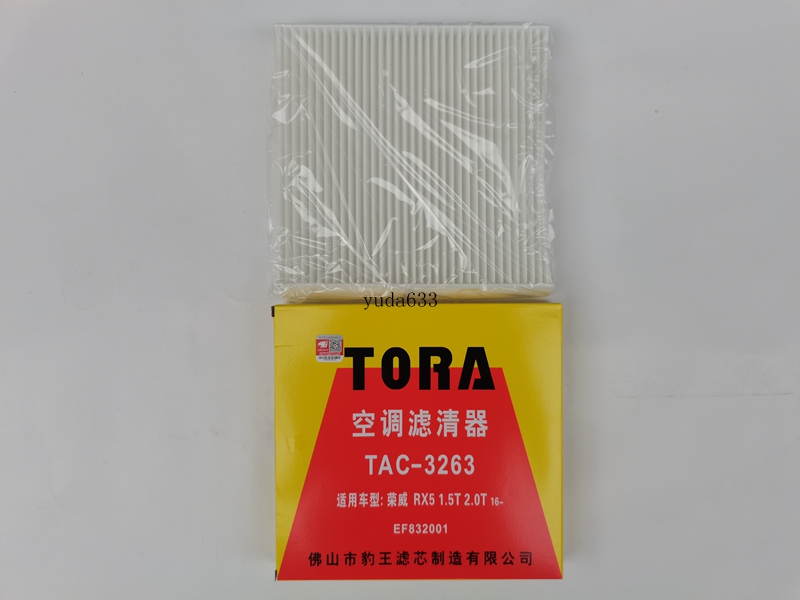 yuda633
TORA
空调滤清器
TAC-3263
适用车型: 荣威 RX5 1.5T 2.0T 16-
EF832001
佛山市豹王滤芯制造有限公司